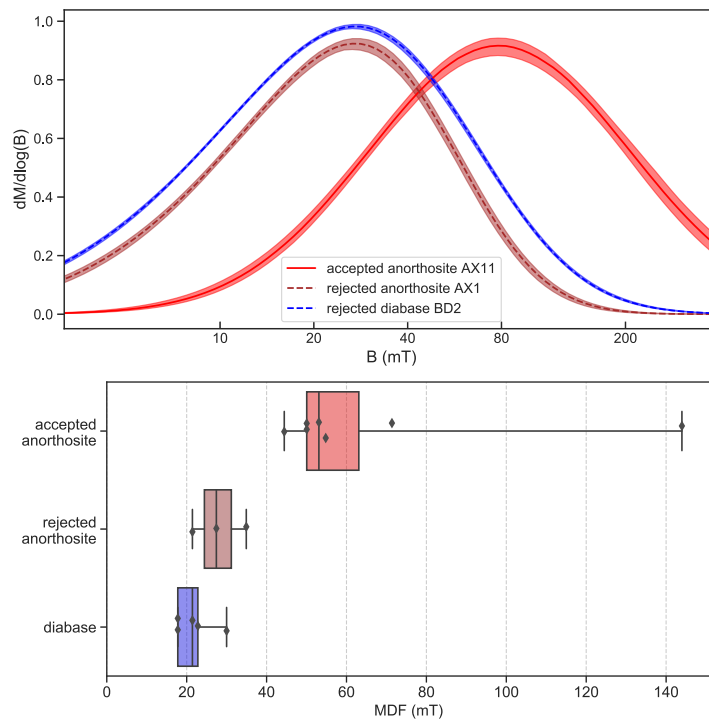 1.0
0.8
0.6
0.4
0.2
0.0
dM/dlog(B)
accepted anorthosite AX11
rejected anorthosite AX1
rejected diabase BD2
10 20 40 80 200
B (mT)
accepted
anorthosite
rejected
anorthosite
diabase
0 20 40 60 80 100 120 140
MDF (mT)